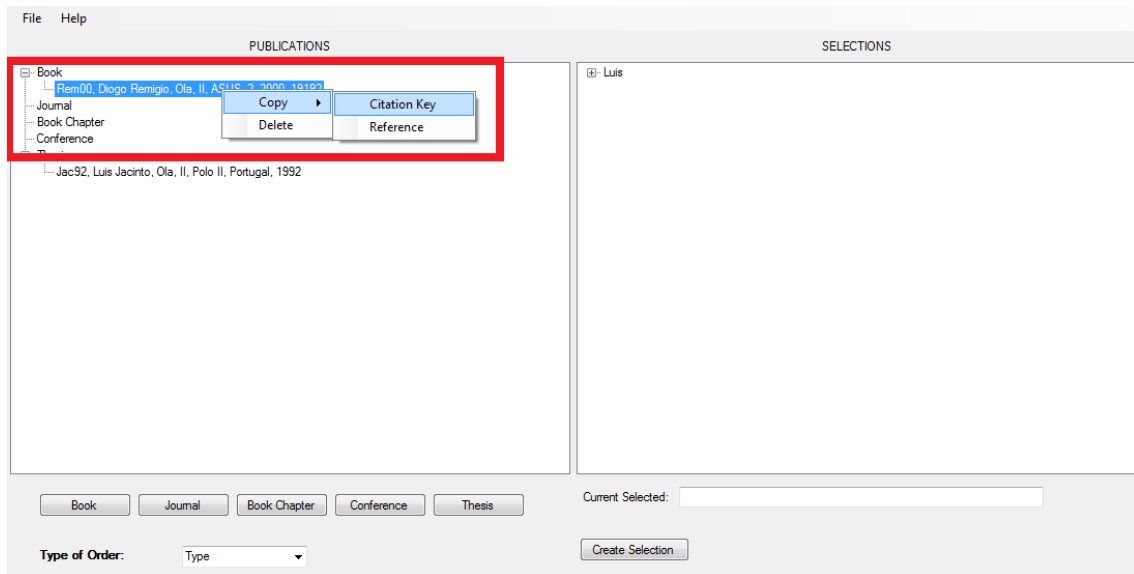 File Help
PUBLICATIONS
SELECTIONS
Book
Rem00, Diogo Remigio, Ola, II, ASUS, 2, 2000, 19192
Journal
Book Chapter
Conference
Copy
Delete
Citation Key
Reference
Jac92, Luis Jacinto, Ola, II, Polo II, Portugal, 1992
Luis
Book Journal Book Chapter Conference Thesis
Current Selected:
Type of Order: Type
Create Selection